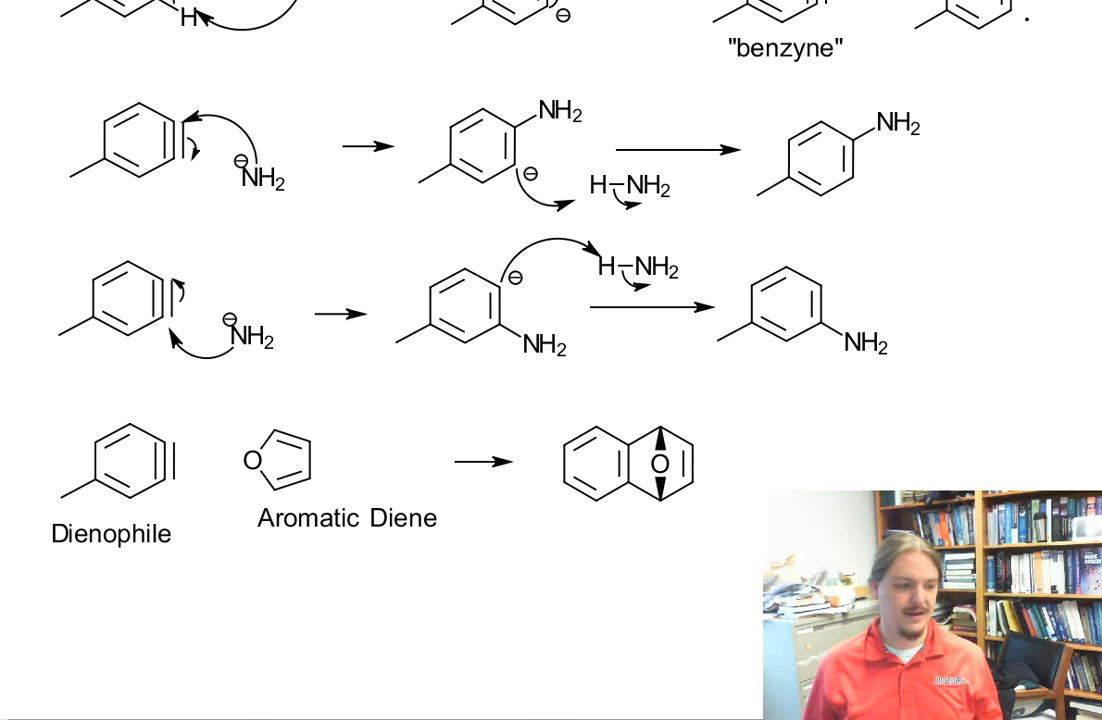 H ⊖
"benzyne"
NH2
⊖ NH2
⊖
H–NH2
NH2
H–NH2
⊖
⊖ NH2
NH2
NH2
O
O
Aromatic Diene
Dienophile